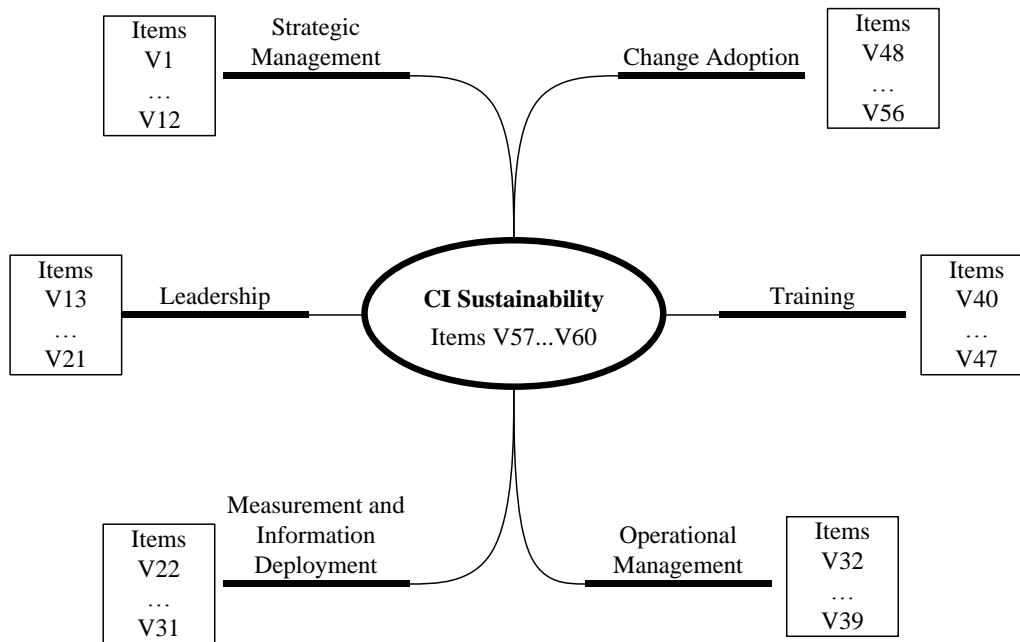 Items
V1
…
V12
Strategic
Management
Change Adoption
Items
V48
…
V56
Items
V13
…
V21
Leadership
CI Sustainability
Items V57...V60
Training
Items
V40
…
V47
Items
V22
…
V31
Measurement and
Information
Deployment
Operational
Management
Items
V32
…
V39